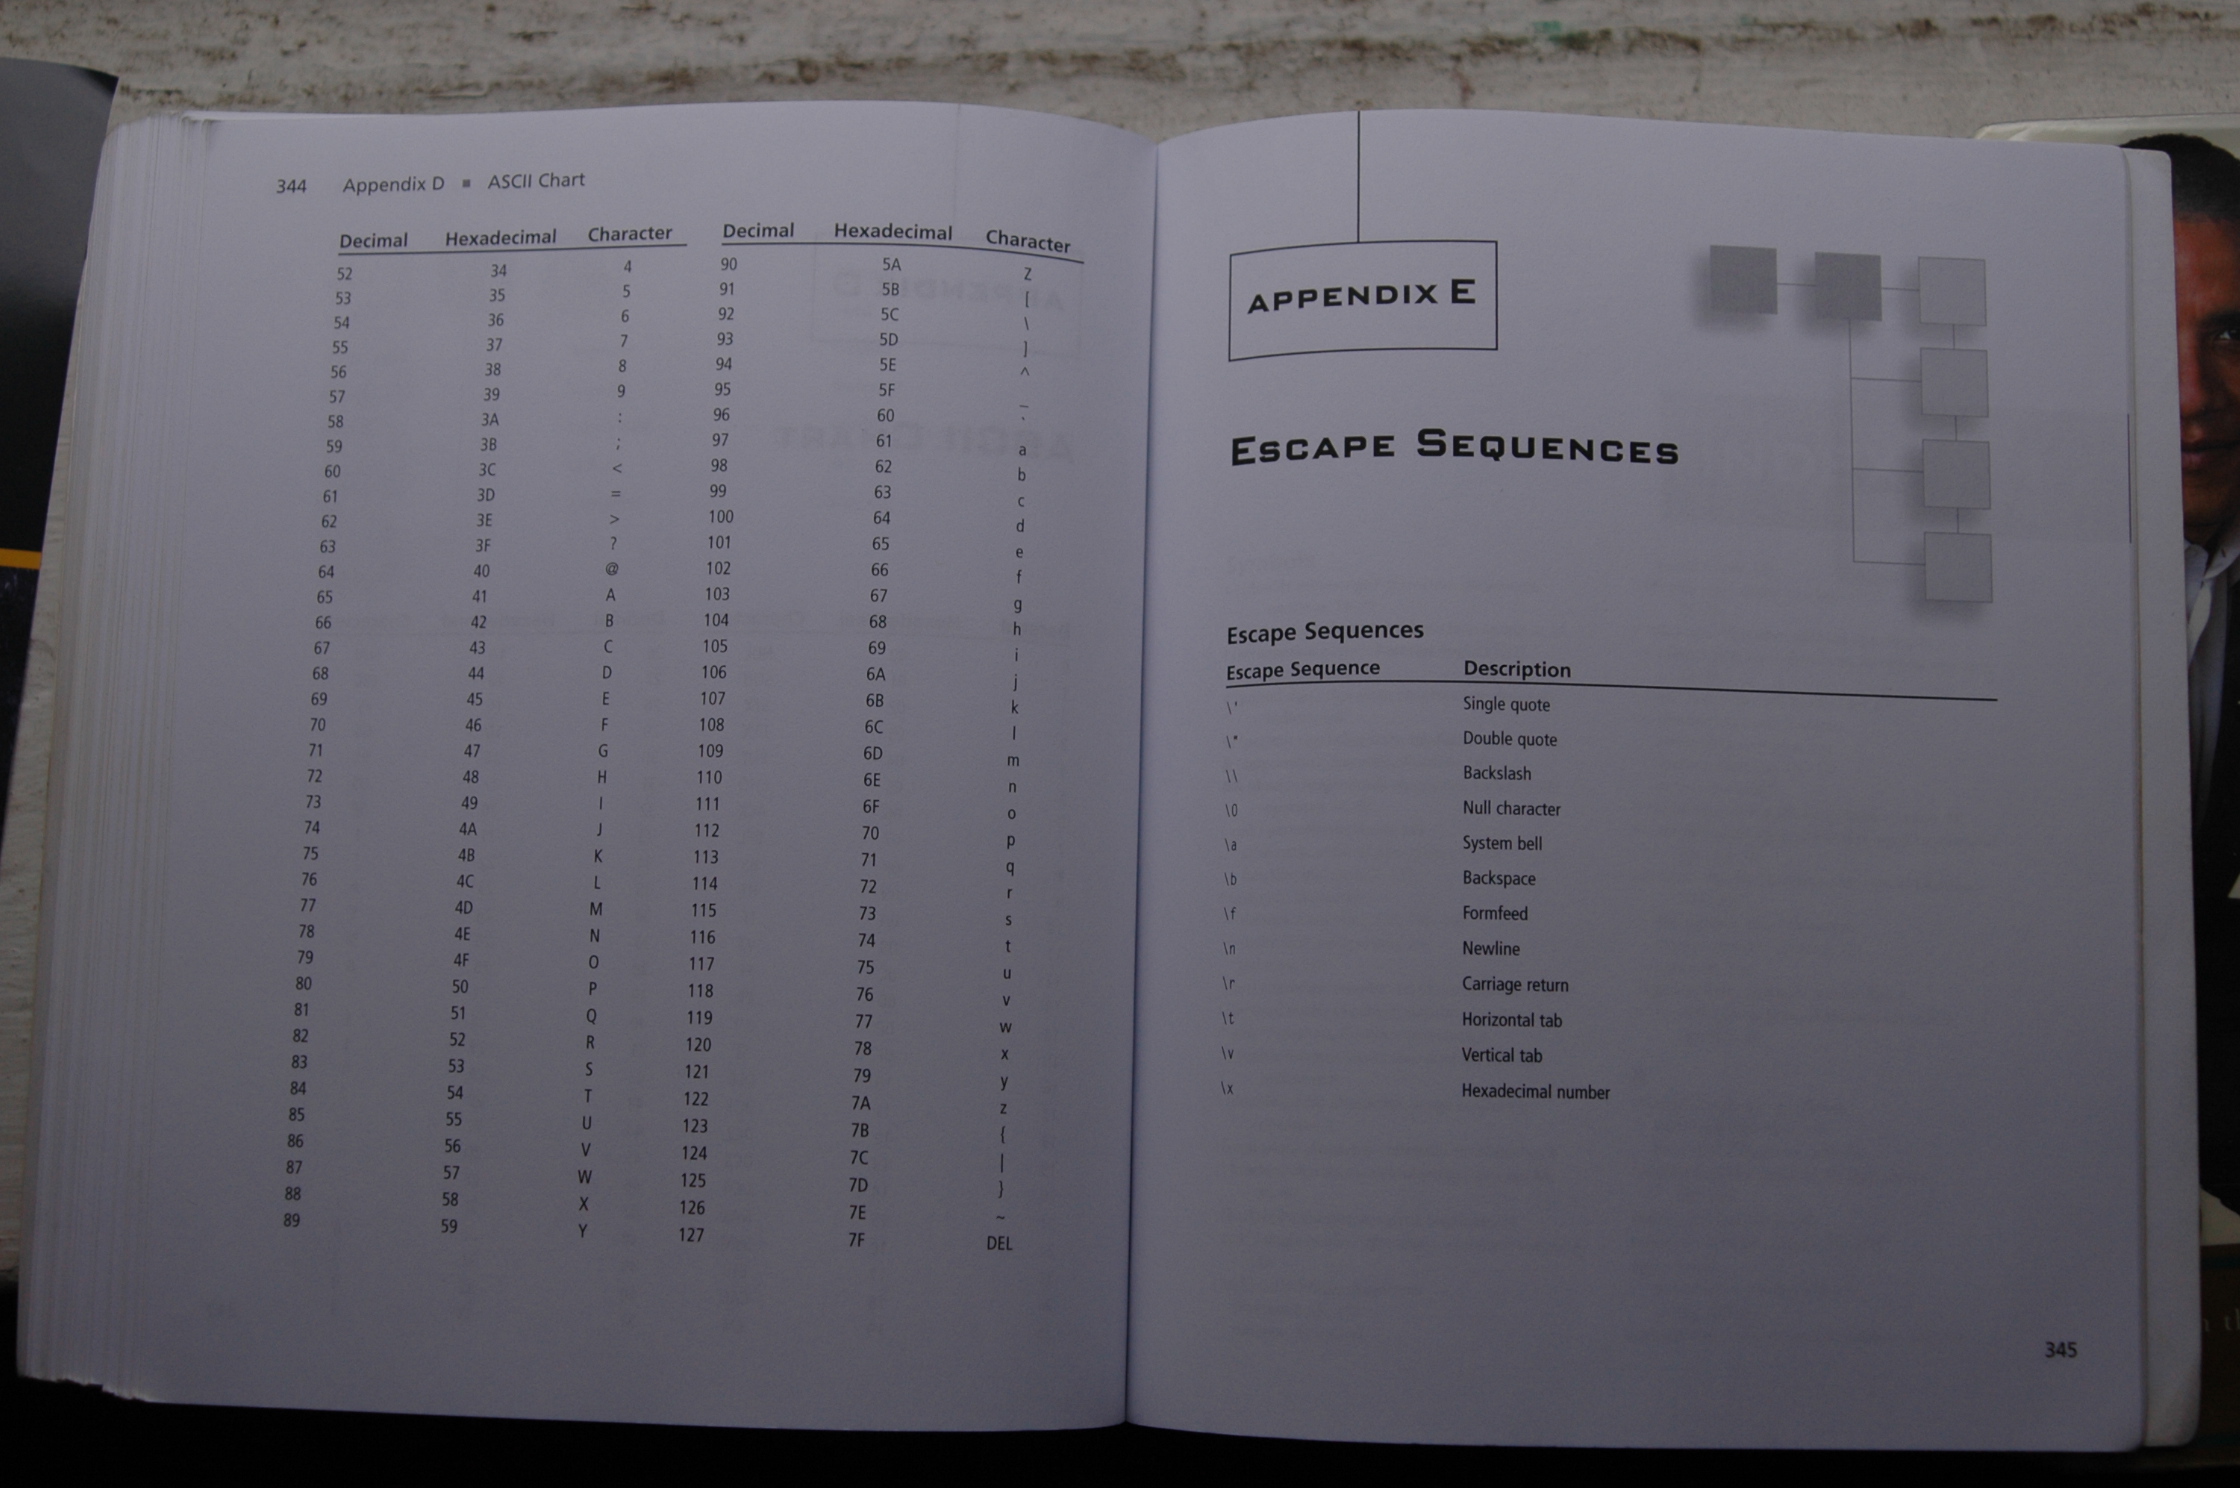 344 Appendix D ■ ASCII Chart
Decimal Hexadecimal Character Decimal Hexadecimal Character
52 34 4 90 5A Z
53 35 5 91 5B [
54 36 6 92 5C \
55 37 7 93 5D ]
56 38 8 94 5E ^
57 39 9 95 5F _
58 3A : 96 60
59 3B ; 97 61 a
60 3C < 98 62 b
61 3D = 99 63 c
62 3E > 100 64 d
63 3F ? 101 65 e
64 40 @ 102 66 f
65 41 A 103 67 g
66 42 B 104 68 h
67 43 C 105 69 i
68 44 D 106 6A j
69 45 E 107 6B k
70 46 F 108 6C l
71 47 G 109 6D m
72 48 H 110 6E n
73 49 I 111 6F o
74 4A J 112 70 p
75 4B K 113 71 q
76 4C L 114 72 r
77 4D M 115 73 s
78 4E N 116 74 t
79 4F O 117 75 u
80 50 P 118 76 v
81 51 Q 119 77 w
82 52 R 120 78 x
83 53 S 121 79 y
84 54 T 122 7A z
85 55 U 123 7B {
86 56 V 124 7C |
87 57 W 125 7D }
88 58 X 126 7E ~
89 59 Y 127 7F DEL
APPENDIX E
ESCAPE SEQUENCES
Escape Sequences
Escape Sequence Description
\' Single quote
\" Double quote
\\ Backslash
\0 Null character
\a System bell
\b Backspace
\f Formfeed
\n Newline
\r Carriage return
\t Horizontal tab
\v Vertical tab
\x Hexadecimal number
345